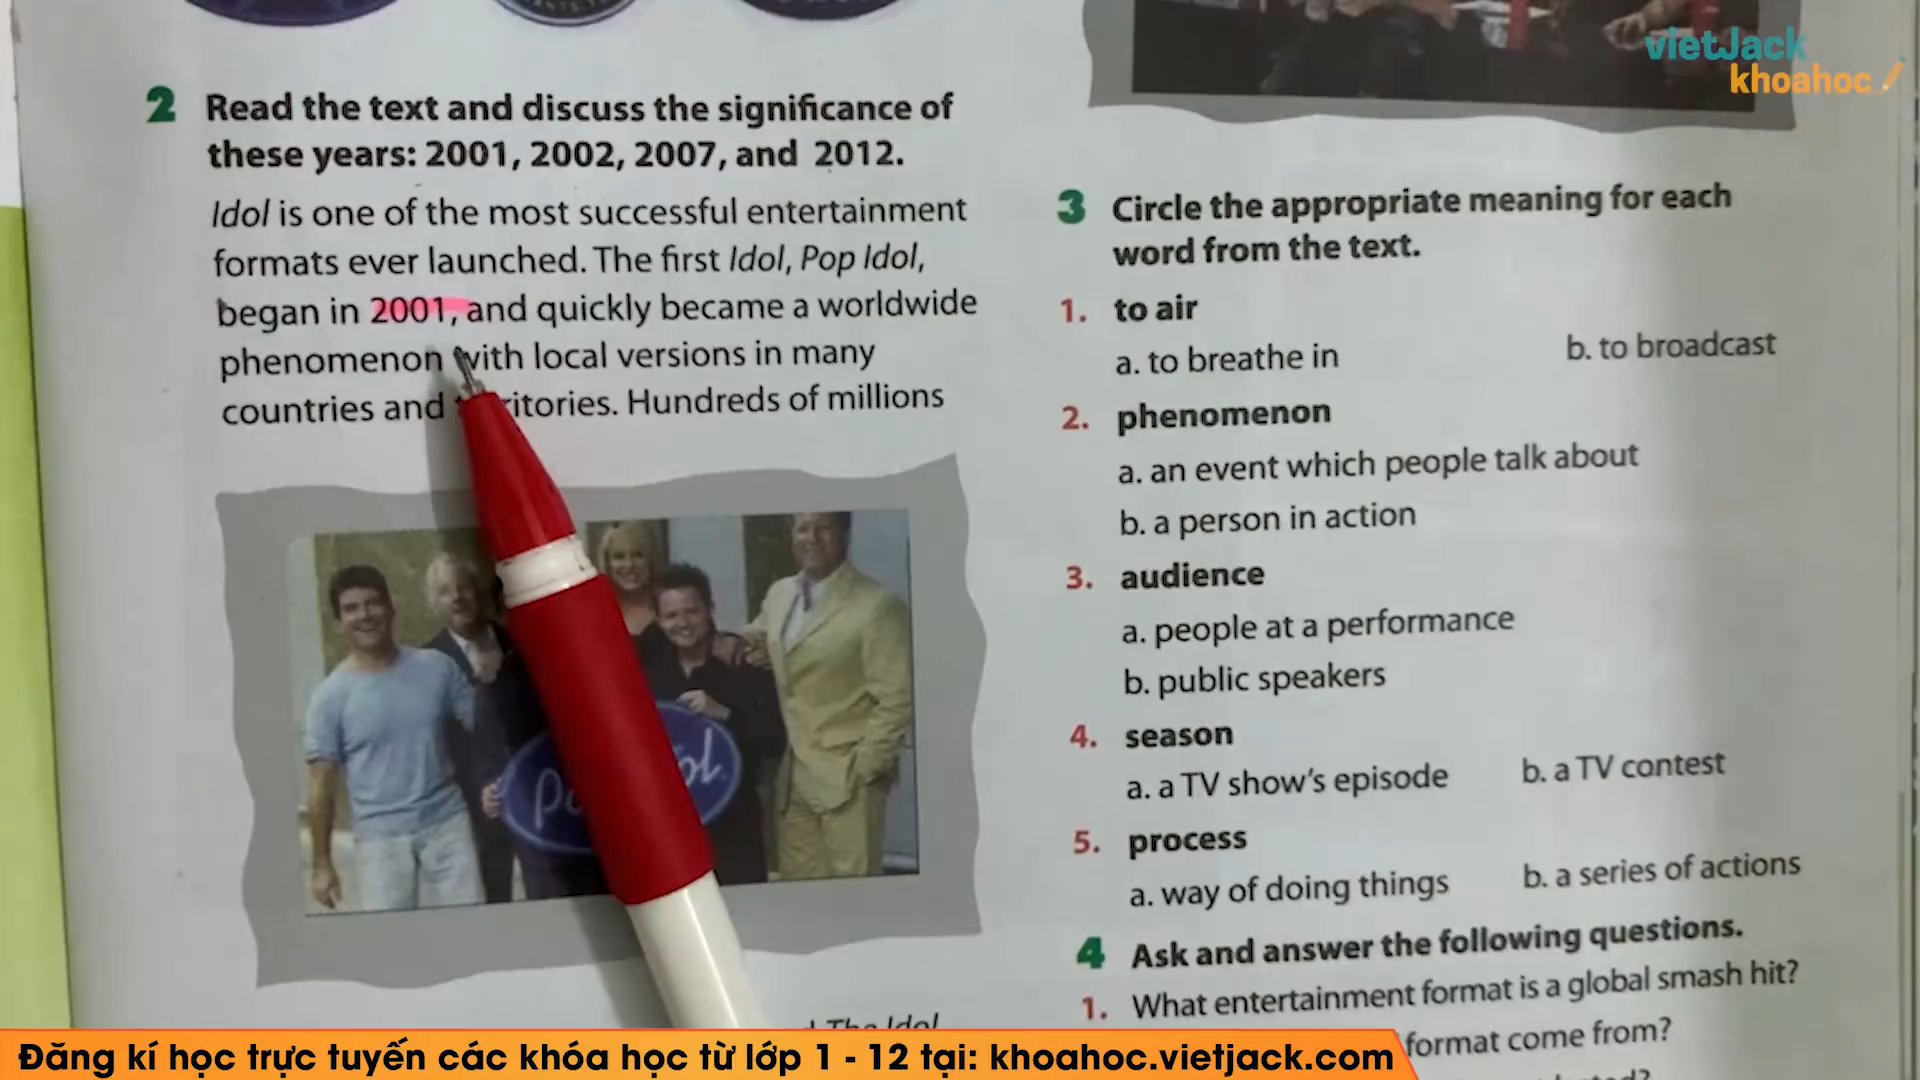 vietJack
khoahoc
2 Read the text and discuss the significance of
these years: 2001, 2002, 2007, and 2012.
Idol is one of the most successful entertainment
formats ever launched. The first Idol, Pop Idol,
began in 2001, and quickly became a worldwide
phenomenon with local versions in many
countries and territories. Hundreds of millions
3 Circle the appropriate meaning for each
word from the text.
1. to air
a. to breathe in b. to broadcast
2. phenomenon
a. an event which people talk about
b. a person in action
3. audience
a. people at a performance
b. public speakers
4. season
a. a TV show's episode b. a TV contest
5. process
a. way of doing things b. a series of actions
4 Ask and answer the following questions.
1. What entertainment format is a global smash hit?
format come from?
The Idol
Đăng kí học trực tuyến các khóa học từ lớp 1 - 12 tại: khoahoc.vietjack.com